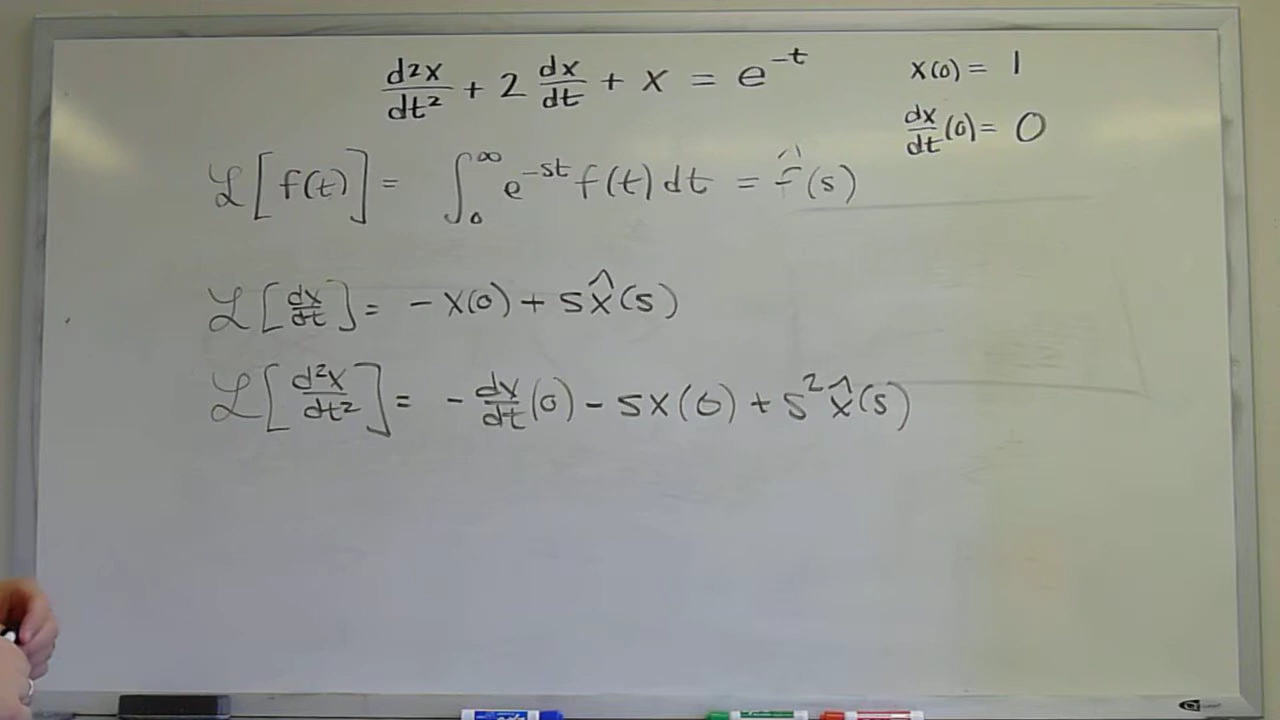 d²x/dt² + 2 dx/dt + x = e^{-t}
x(0) = 1
dx/dt (0) = 0
ℒ[f(t)] = ∫₀^∞ e^{-st} f(t) dt = f̂(s)
ℒ[dx/dt] = - x(0) + s x̂(s)
ℒ[d²x/dt²] = - dx/dt (0) - s x(0) + s² x̂(s)